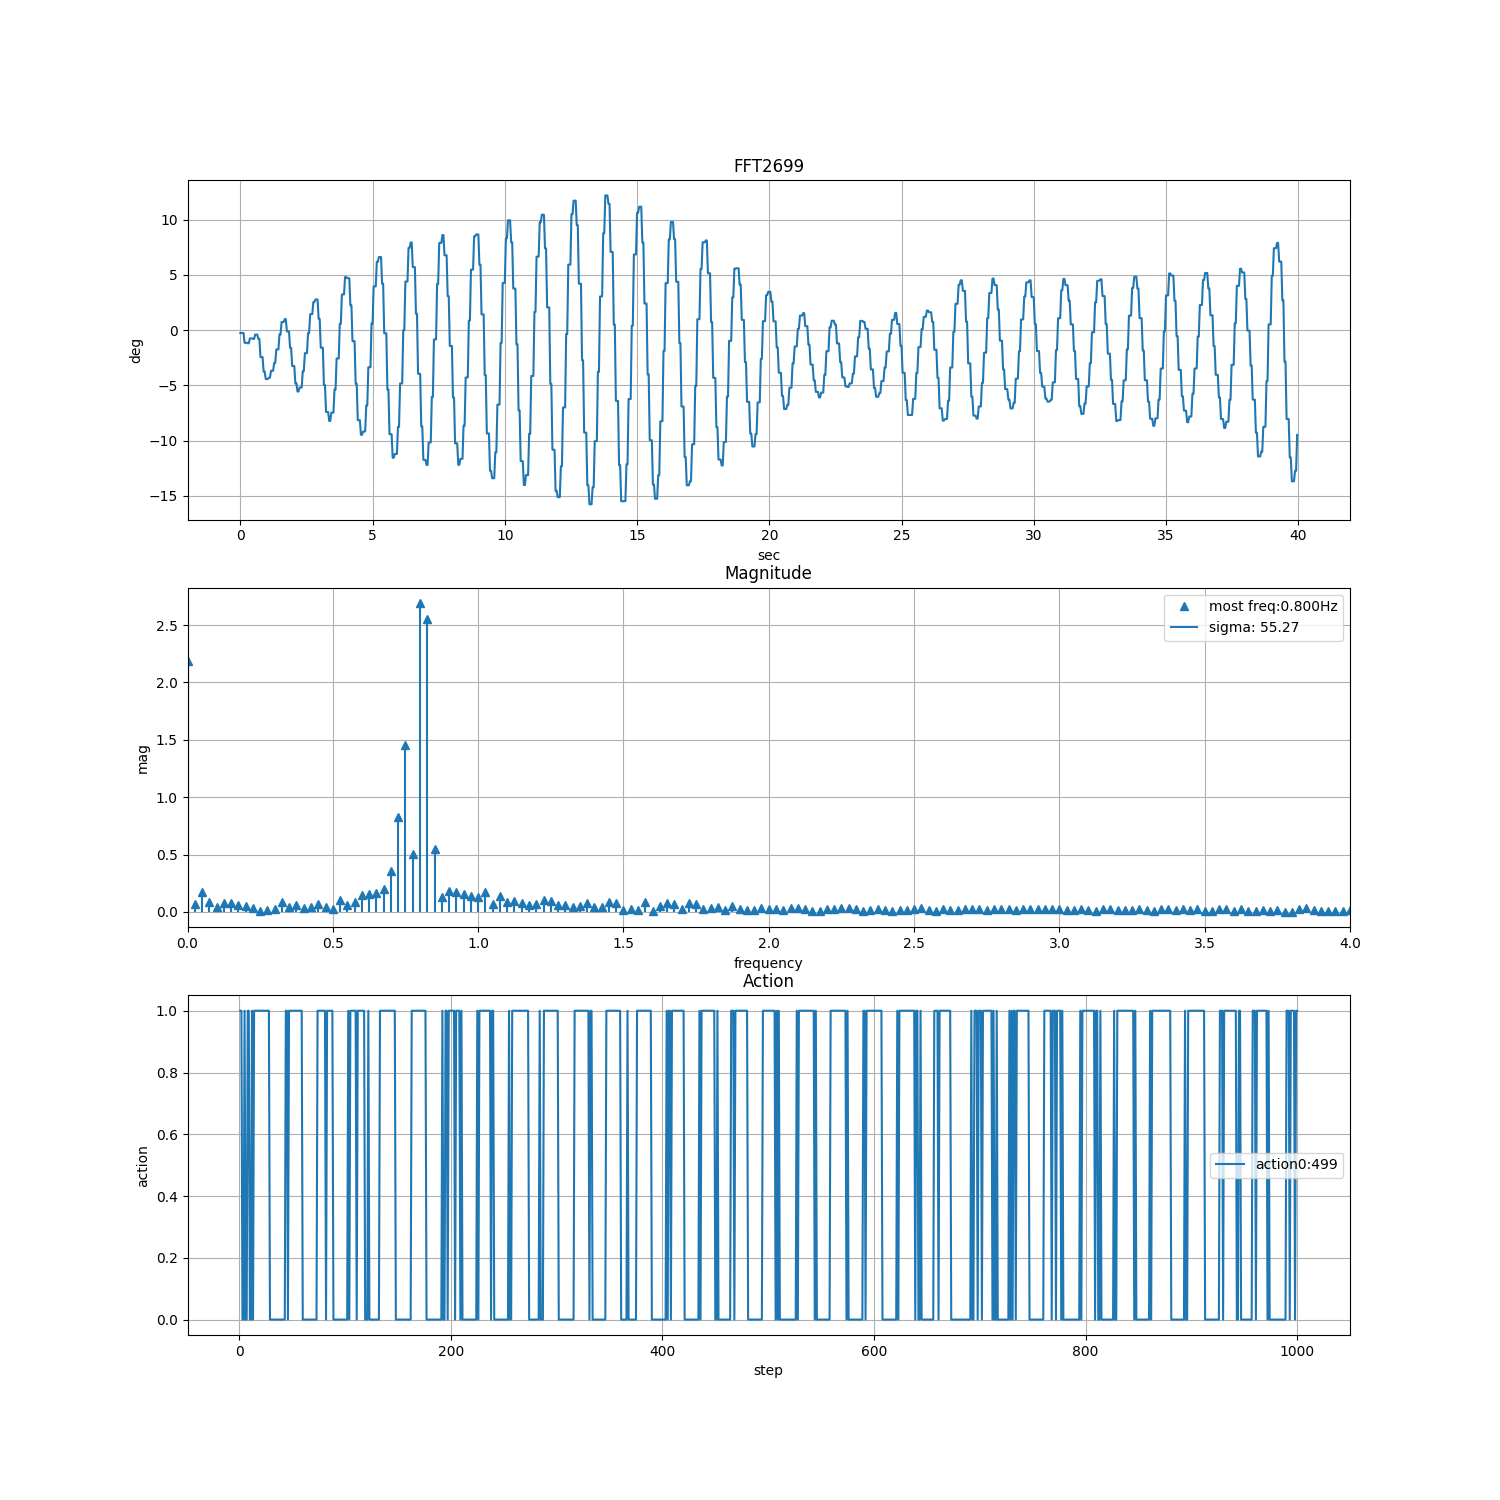 FFT2699
deg
10
5
0
−5
−10
−15
0 5 10 15 20 25 30 35 40
sec
Magnitude
mag
2.5
2.0
1.5
1.0
0.5
0.0
most freq:0.800Hz
sigma: 55.27
0.0 0.5 1.0 1.5 2.0 2.5 3.0 3.5 4.0
frequency
Action
action
1.0
0.8
0.6
0.4
0.2
0.0
action0:499
0 200 400 600 800 1000
step